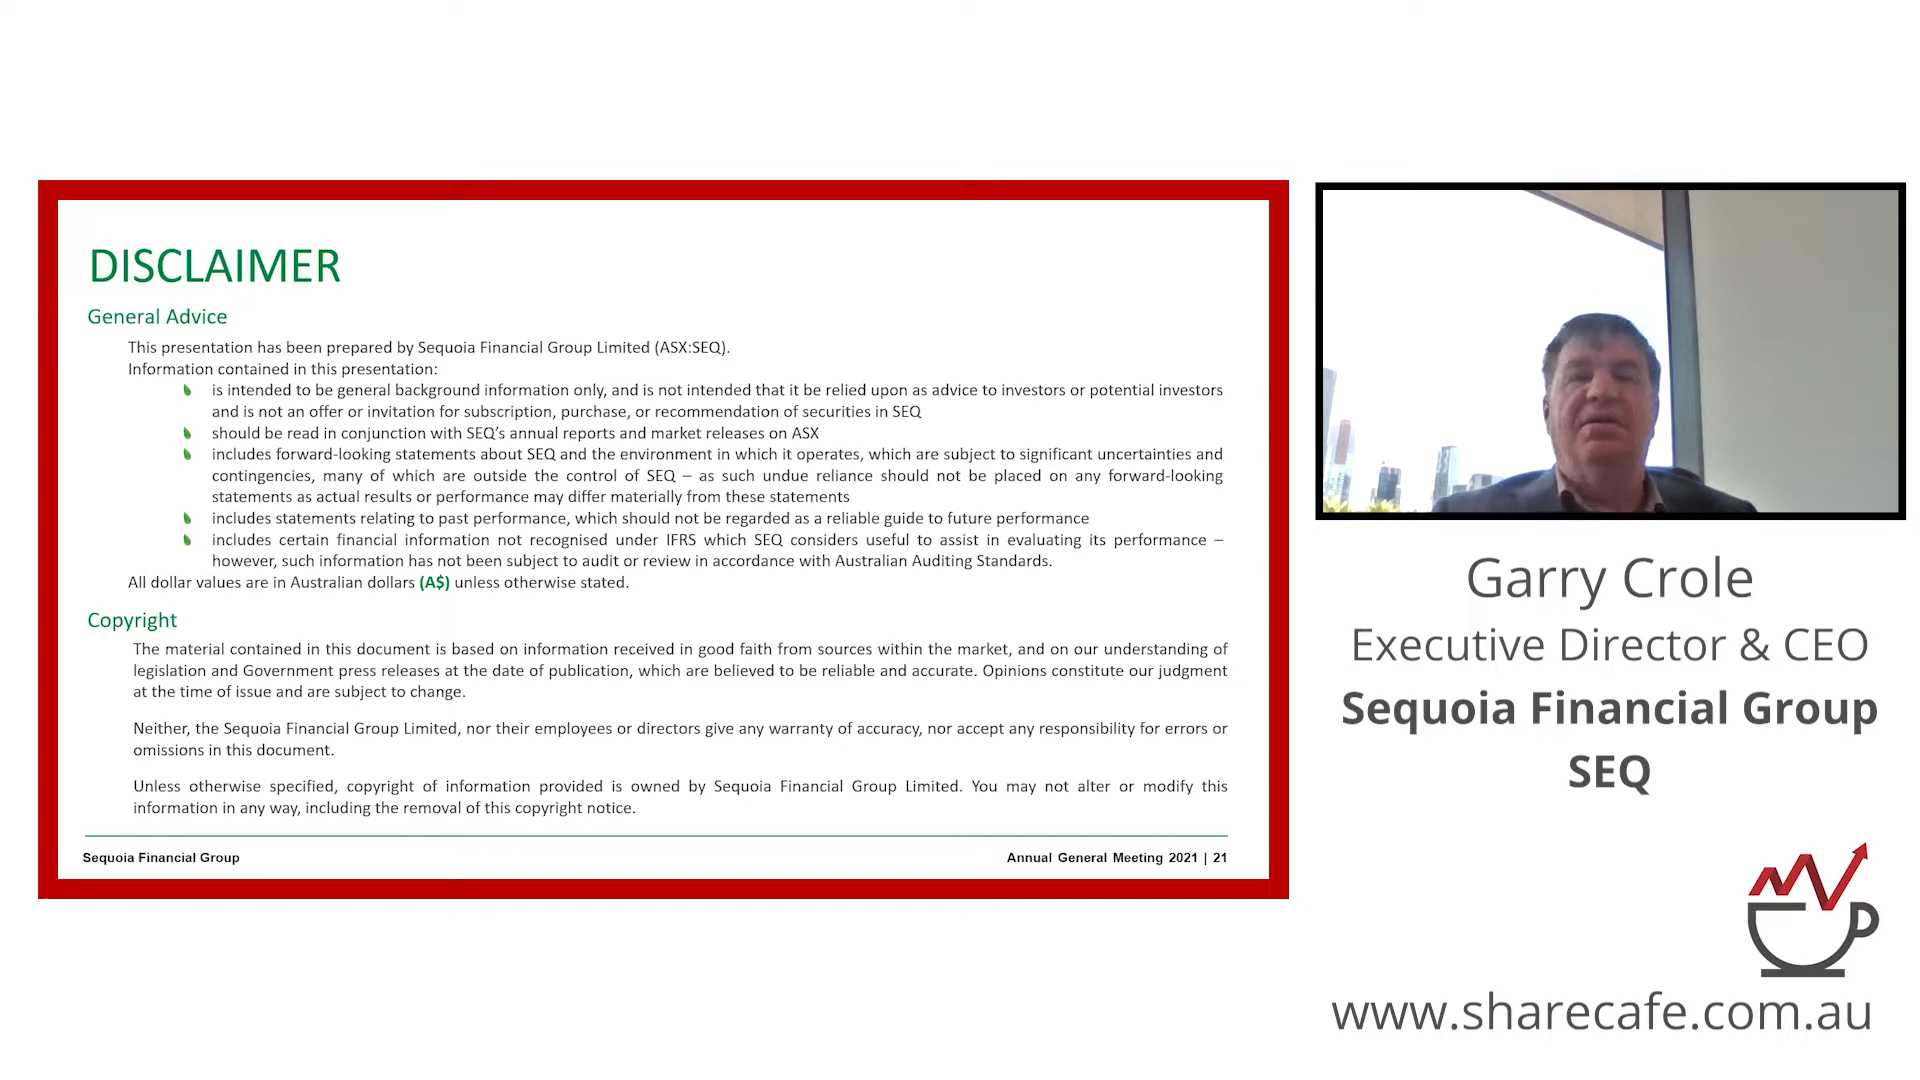 DISCLAIMER
General Advice
This presentation has been prepared by Sequoia Financial Group Limited (ASX:SEQ).
Information contained in this presentation:
is intended to be general background information only, and is not intended that it be relied upon as advice to investors or potential investors
and is not an offer or invitation for subscription, purchase, or recommendation of securities in SEQ
should be read in conjunction with SEQ’s annual reports and market releases on ASX
includes forward-looking statements about SEQ and the environment in which it operates, which are subject to significant uncertainties and
contingencies, many of which are outside the control of SEQ – as such undue reliance should not be placed on any forward-looking
statements as actual results or performance may differ materially from these statements
includes statements relating to past performance, which should not be regarded as a reliable guide to future performance
includes certain financial information not recognised under IFRS which SEQ considers useful to assist in evaluating its performance –
however, such information has not been subject to audit or review in accordance with Australian Auditing Standards.
All dollar values are in Australian dollars (A$) unless otherwise stated.
Copyright
The material contained in this document is based on information received in good faith from sources within the market, and on our understanding of
legislation and Government press releases at the date of publication, which are believed to be reliable and accurate. Opinions constitute our judgment
at the time of issue and are subject to change.
Neither, the Sequoia Financial Group Limited, nor their employees or directors give any warranty of accuracy, nor accept any responsibility for errors or
omissions in this document.
Unless otherwise specified, copyright of information provided is owned by Sequoia Financial Group Limited. You may not alter or modify this
information in any way, including the removal of this copyright notice.
Sequoia Financial Group
Annual General Meeting 2021 | 21
Garry Crole
Executive Director & CEO
Sequoia Financial Group
SEQ
www.sharecafe.com.au